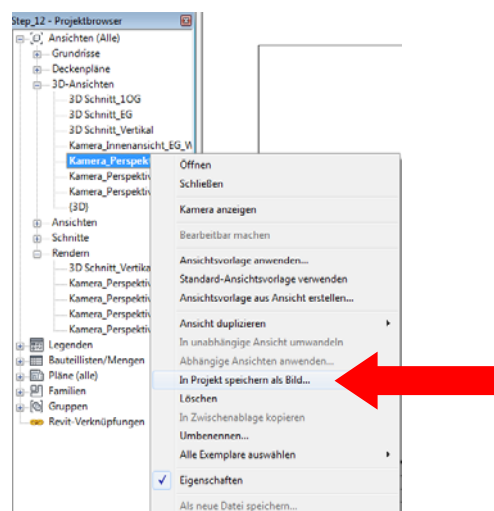 Step_12 - Projektbrowser
Ansichten (Alle)
Grundrisse
Deckenpläne
3D-Ansichten
3D Schnitt_1OG
3D Schnitt_EG
3D Schnitt_Vertikal
Kamera_Innenansicht_EG_W
Kamera_Perspekt
Kamera_Perspektiv
Kamera_Perspektiv
{3D}
Ansichten
Schnitte
Rendern
3D Schnitt_Vertika
Kamera_Perspektiv
Kamera_Perspektiv
Kamera_Perspektiv
Kamera_Perspektiv
Legenden
Bauteillisten/Mengen
Pläne (alle)
Familien
Gruppen
Revit-Verknüpfungen
Öffnen
Schließen
Kamera anzeigen
Bearbeitbar machen
Ansichtsvorlage anwenden...
Standard-Ansichtsvorlage verwenden
Ansichtsvorlage aus Ansicht erstellen...
Ansicht duplizieren
In unabhängige Ansicht umwandeln
Abhängige Ansichten anwenden...
In Projekt speichern als Bild...
Löschen
In Zwischenablage kopieren
Umbenennen...
Alle Exemplare auswählen
Eigenschaften
Als neue Datei speichern...